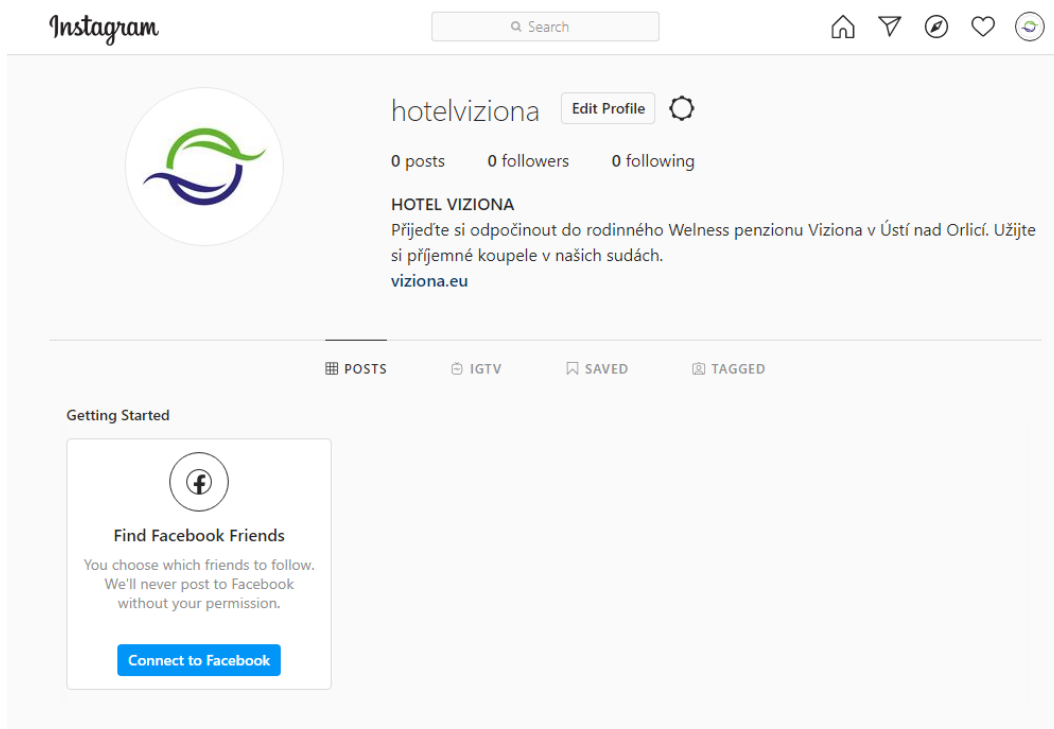 Instagram
Search
hotelviziona Edit Profile
0 posts 0 followers 0 following
HOTEL VIZIONA
Přijeďte si odpočinout do rodinného Welness penzionu Viziona v Ústí nad Orlicí. Užijte
si příjemné koupele v našich sudách.
viziona.eu
POSTS IGTV SAVED TAGGED
Getting Started
Find Facebook Friends
You choose which friends to follow.
We'll never post to Facebook
without your permission.
Connect to Facebook